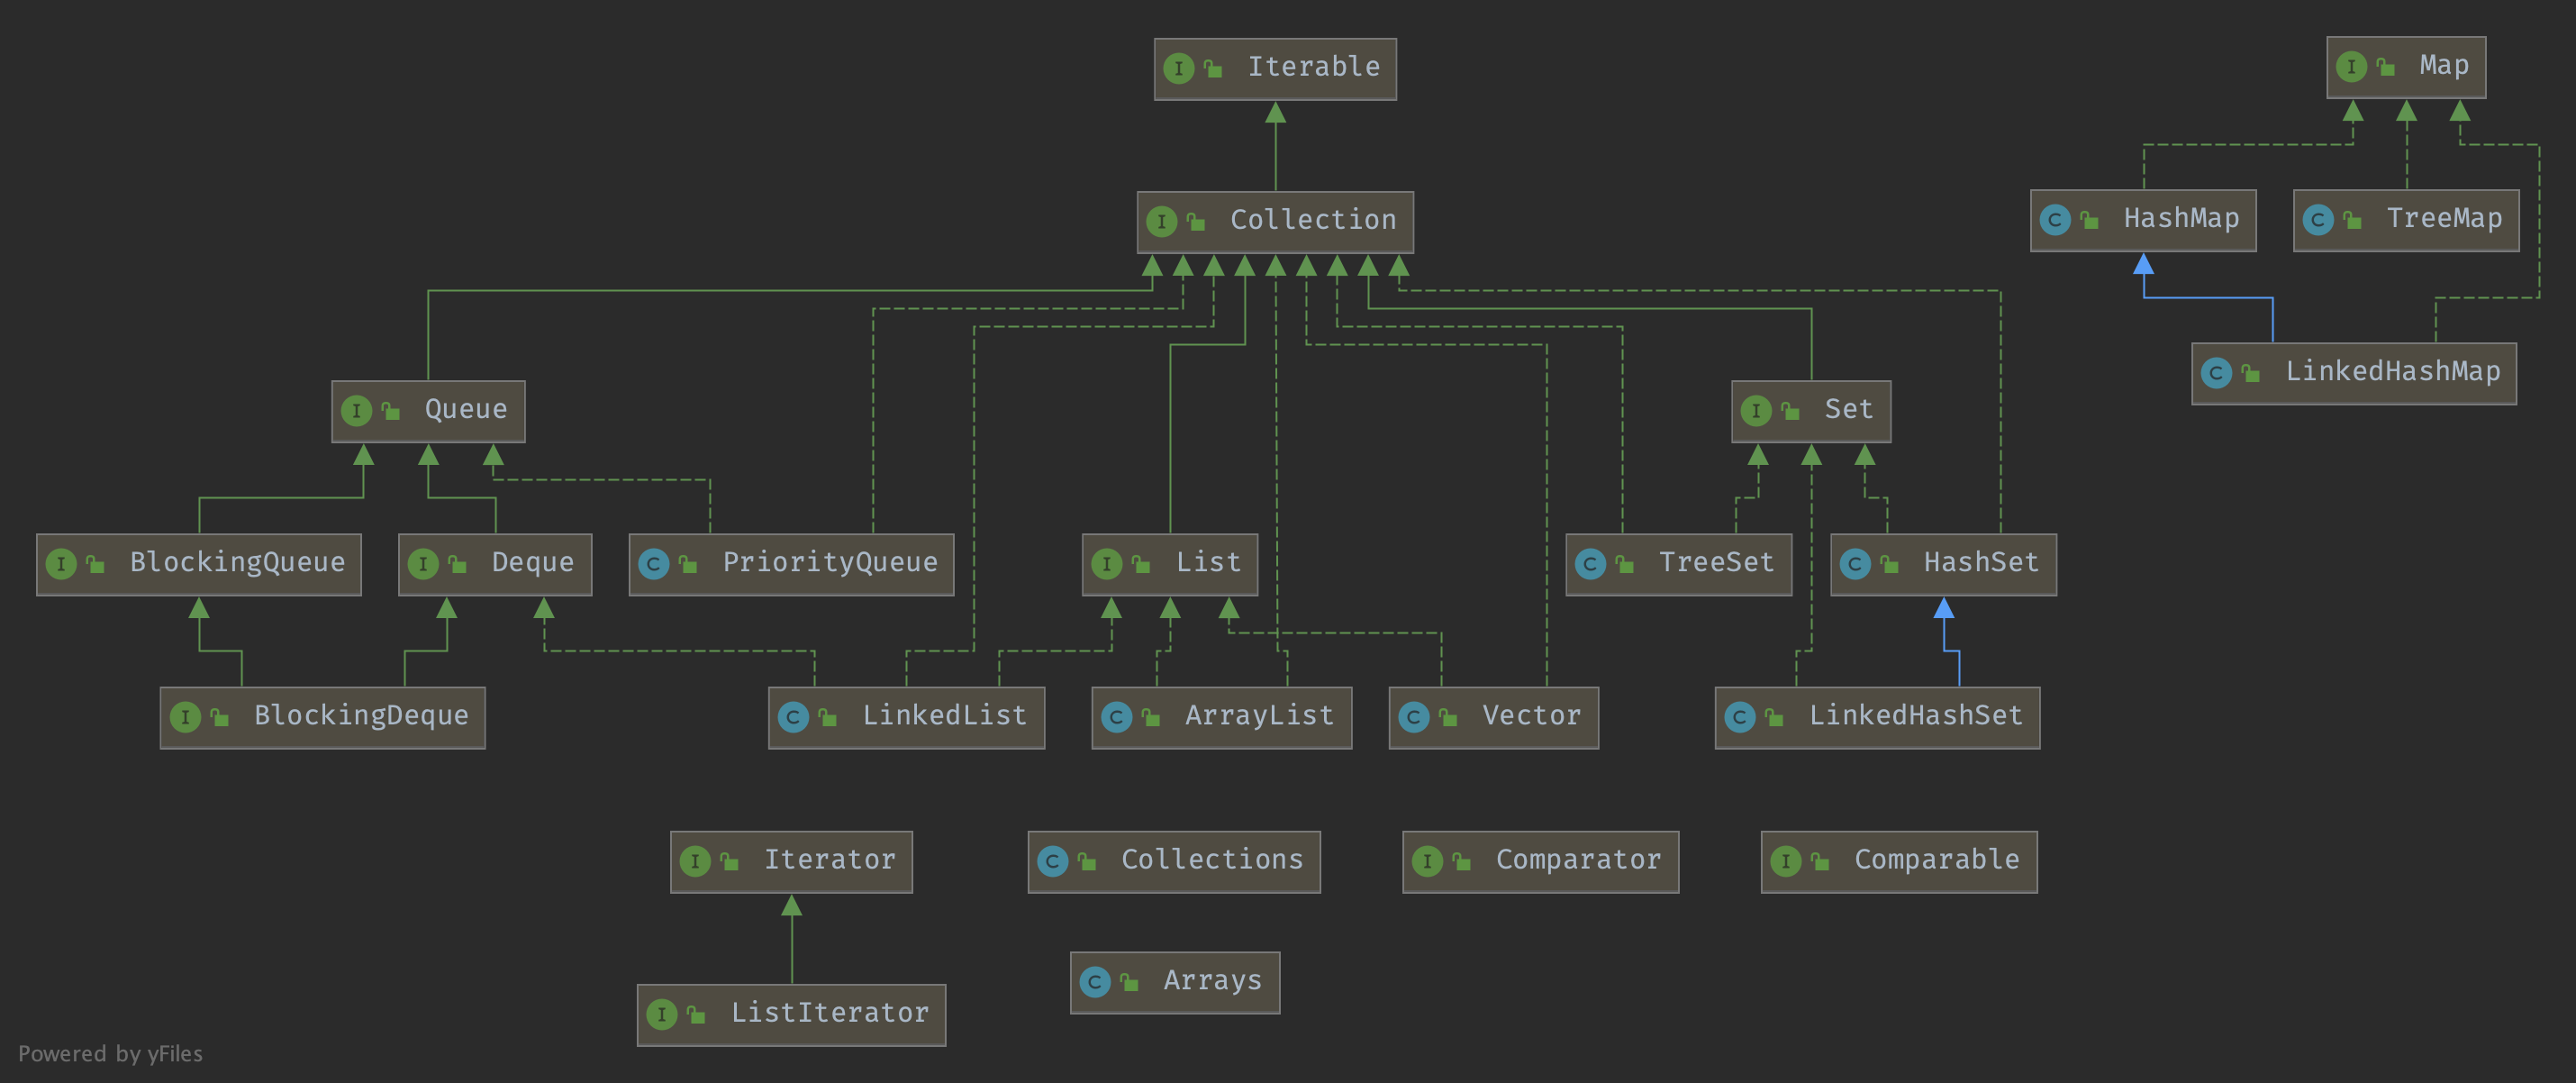 I Iterable
I Map
I Collection
C HashMap
C TreeMap
C LinkedHashMap
I Queue
I Set
I BlockingQueue
I Deque
C PriorityQueue
I List
C TreeSet
C HashSet
I BlockingDeque
C LinkedList
C ArrayList
C Vector
C LinkedHashSet
I Iterator
C Collections
I Comparator
I Comparable
C Arrays
I ListIterator
Powered by yFiles